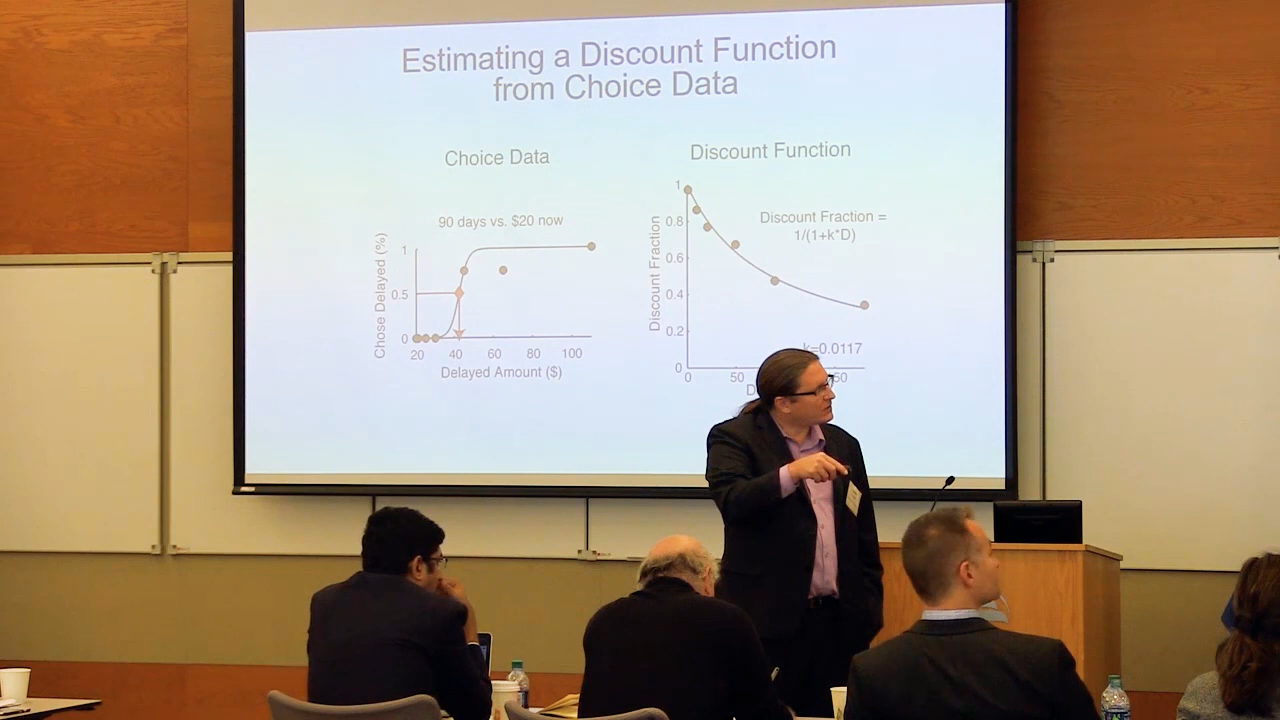 Estimating a Discount Function
from Choice Data
Choice Data
90 days vs. $20 now
Chose Delayed (%)
1
0.5
0
20 40 60 80 100
Delayed Amount ($)
Discount Function
Discount Fraction =
1/(1+k*D)
Discount Fraction
1
0.8
0.6
0.4
0.2
0
k=0.0117
0 50